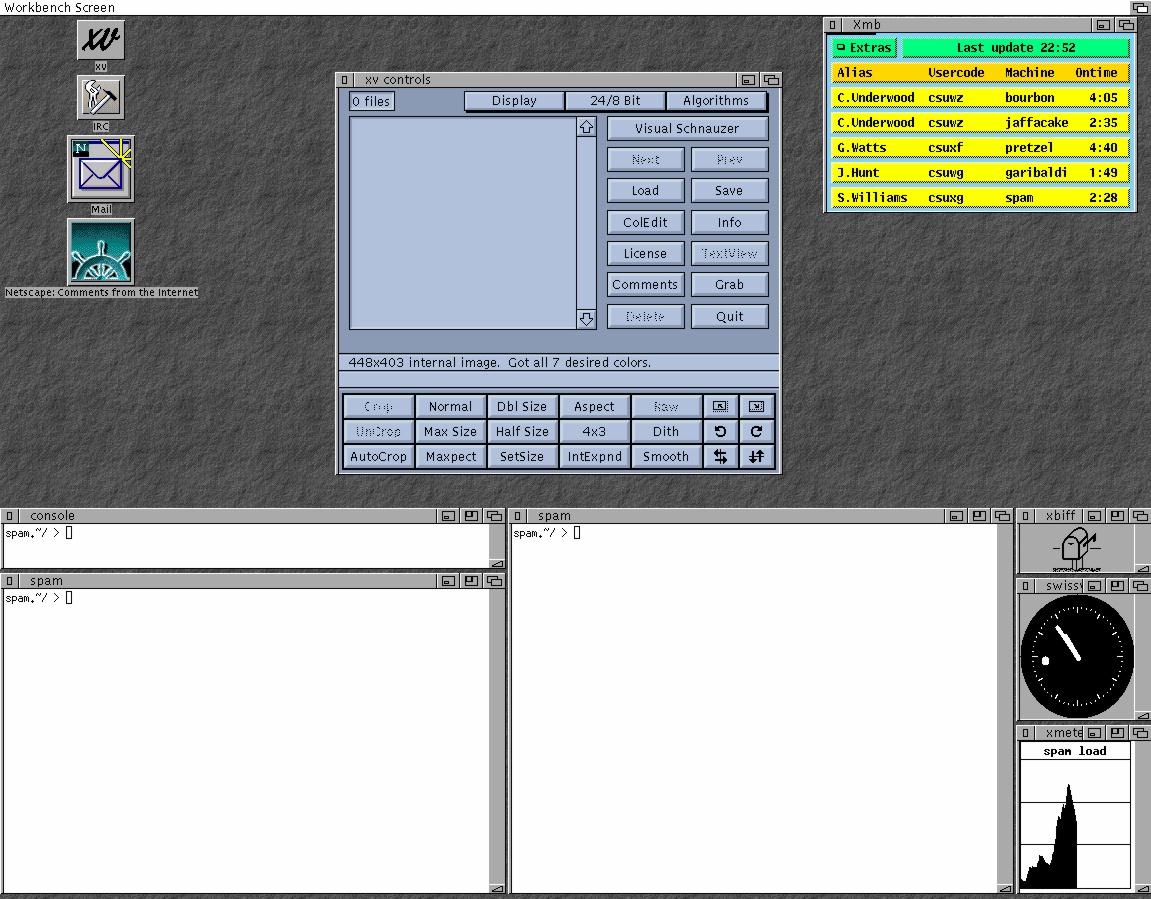 Workbench Screen
xv
IRC
N
Mail
Netscape: Comments from the Internet
xv controls
0 files
Display 24/8 Bit Algorithms
Visual Schnauzer
Next Prev
Load Save
ColEdit Info
License TextView
Comments Grab
Delete Quit
448x403 internal image. Got all 7 desired colors.
Crop Normal Dbl Size Aspect Raw
UnCrop Max Size Half Size 4x3 Dith
AutoCrop Maxpect SetSize IntExpnd Smooth
Xmb
Extras Last update 22:52
Alias Usercode Machine Ontime
C.Underwood csuwz bourbon 4:05
C.Underwood csuwz jaffacake 2:35
G.Watts csuxf pretzel 4:40
J.Hunt csuwg garibaldi 1:49
S.Williams csuxg spam 2:28
console
spam.~/ >
spam
spam.~/ >
spam
spam.~/ >
xbiff
swiss
xmete
spam load